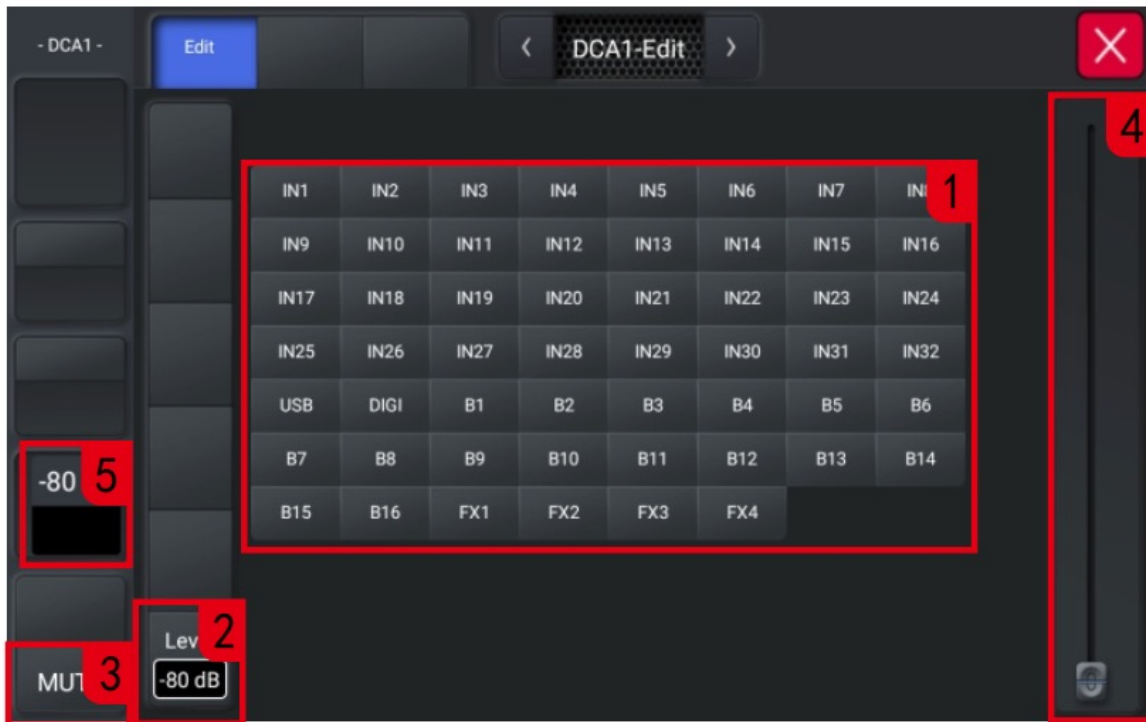 - DCA1 -
Edit
‹ DCA1-Edit ›
4
1
IN1 IN2 IN3 IN4 IN5 IN6 IN7
IN9 IN10 IN11 IN12 IN13 IN14 IN15 IN16
IN17 IN18 IN19 IN20 IN21 IN22 IN23 IN24
IN25 IN26 IN27 IN28 IN29 IN30 IN31 IN32
USB DIGI B1 B2 B3 B4 B5 B6
B7 B8 B9 B10 B11 B12 B13 B14
B15 B16 FX1 FX2 FX3 FX4
-80 5
Lev 2
-80 dB
MUT 3